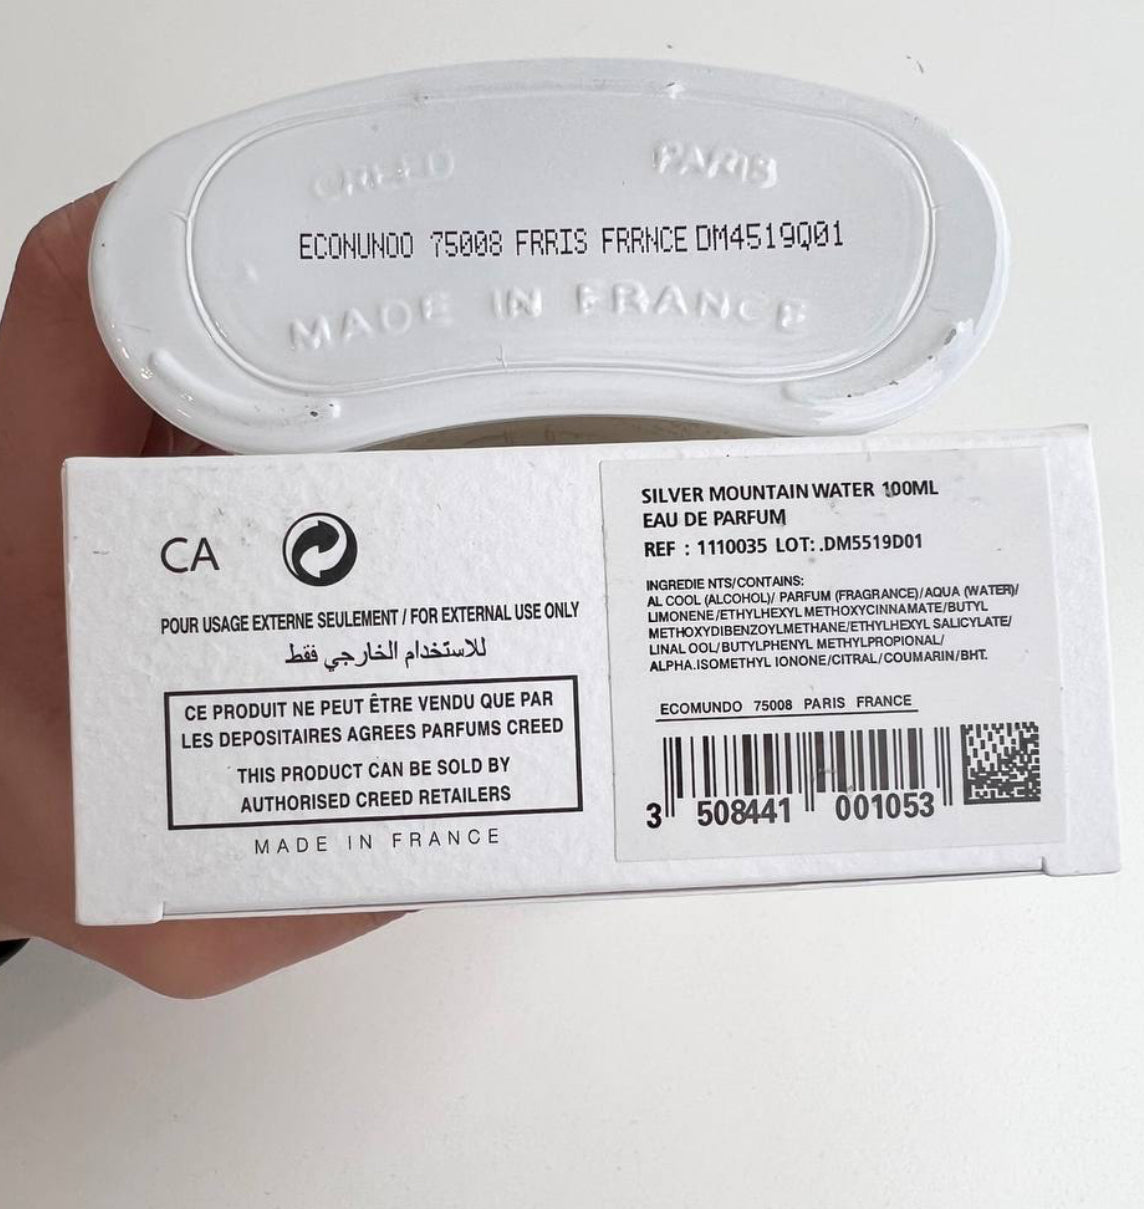 CREED PARIS
ECONUNOO 75008 FRRIS FRRNCE DM4519Q01
MADE IN FRANCE
CA
POUR USAGE EXTERNE SEULEMENT / FOR EXTERNAL USE ONLY
للاستخدام الخارجي فقط
CE PRODUIT NE PEUT ÊTRE VENDU QUE PAR
LES DEPOSITAIRES AGREES PARFUMS CREED
THIS PRODUCT CAN BE SOLD BY
AUTHORISED CREED RETAILERS
MADE IN FRANCE
SILVER MOUNTAIN WATER 100ML
EAU DE PARFUM
REF : 1110035 LOT: .DM5519D01
INGREDIE NTS/CONTAINS:
AL COOL (ALCOHOL)/ PARFUM (FRAGRANCE)/AQUA (WATER)/
LIMONENE/ETHYLHEXYL METHOXYCINNAMATE/BUTYL
METHOXYDIBENZOYLMETHANE/ETHYLHEXYL SALICYLATE/
LINAL OOL/BUTYLPHENYL METHYLPROPIONAL/
ALPHA.ISOMETHYL IONONE/CITRAL/COUMARIN/BHT.
ECOMUNDO 75008 PARIS FRANCE
3 508441 001053